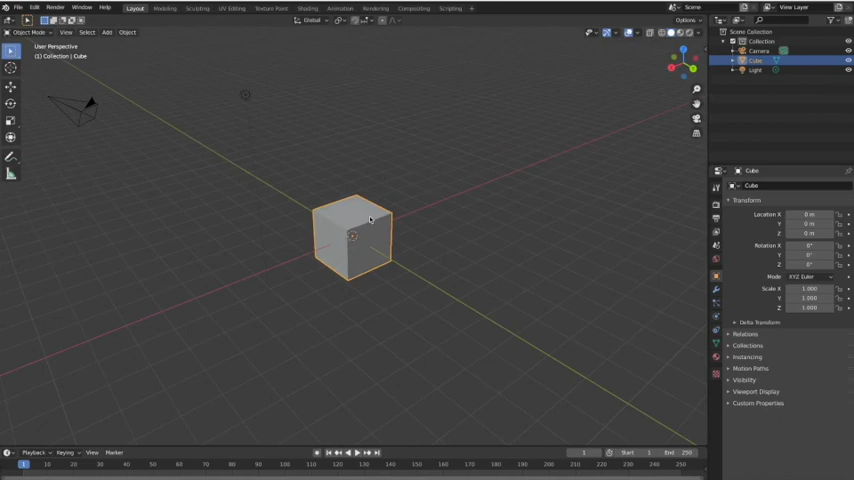 File Edit Render Window Help Layout Modeling Sculpting UV Editing Texture Paint Shading Animation Rendering Compositing Scripting Scene View Layer
Global Options
Object Mode View Select Add Object
User Perspective
(1) Collection | Cube
Scene Collection
Collection
Camera
Cube
Light
Cube
Cube
Transform
Location X 0 m
Y 0 m
Z 0 m
Rotation X 0°
Y 0°
Z 0°
Mode XYZ Euler
Scale X 1.000
Y 1.000
Z 1.000
Delta Transform
Relations
Collections
Instancing
Motion Paths
Visibility
Viewport Display
Custom Properties
Playback Keying View Marker 1 Start 1 End 250
1 10 20 30 40 50 60 70 80 90 100 110 120 130 140 150 160 170 180 190 200 210 220 230 240 250